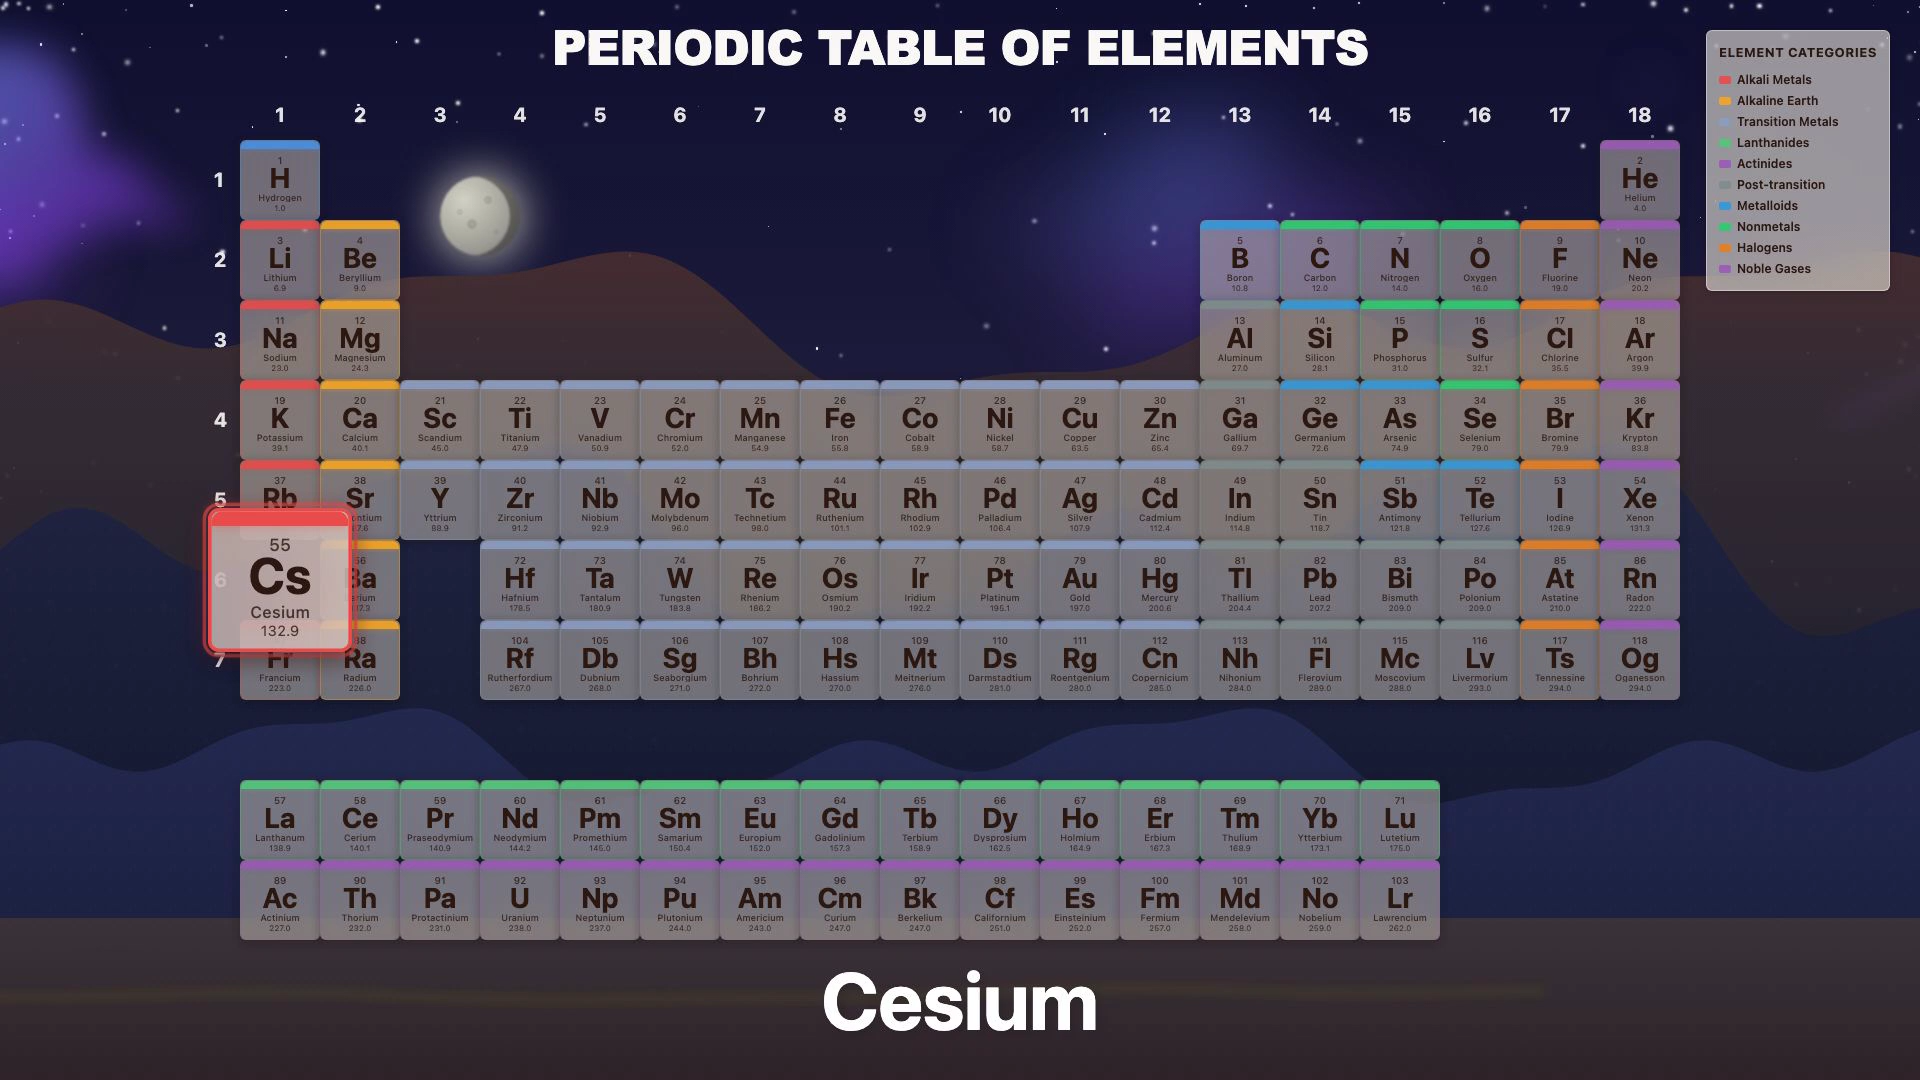 PERIODIC TABLE OF ELEMENTS
ELEMENT CATEGORIES
Alkali Metals
Alkaline Earth
Transition Metals
Lanthanides
Actinides
Post-transition
Metalloids
Nonmetals
Halogens
Noble Gases
1 2 3 4 5 6 7 8 9 10 11 12 13 14 15 16 17 18
1
1 2
H He
Hydrogen Helium
1.0 4.0
2
3 4 5 6 7 8 9 10
Li Be B C N O F Ne
Lithium Beryllium Boron Carbon Nitrogen Oxygen Fluorine Neon
6.9 9.0 10.8 12.0 14.0 16.0 19.0 20.2
3
11 12 13 14 15 16 17 18
Na Mg Al Si P S Cl Ar
Sodium Magnesium Aluminum Silicon Phosphorus Sulfur Chlorine Argon
23.0 24.3 27.0 28.1 31.0 32.1 35.5 39.9
4
19 20 21 22 23 24 25 26 27 28 29 30 31 32 33 34 35 36
K Ca Sc Ti V Cr Mn Fe Co Ni Cu Zn Ga Ge As Se Br Kr
Potassium Calcium Scandium Titanium Vanadium Chromium Manganese Iron Cobalt Nickel Copper Zinc Gallium Germanium Arsenic Selenium Bromine Krypton
39.1 40.1 45.0 47.9 50.9 52.0 54.9 55.8 58.9 58.7 63.5 65.4 69.7 72.6 74.9 79.0 79.9 83.8
5
37 38 39 40 41 42 43 44 45 46 47 48 49 50 51 52 53 54
Rb Sr Y Zr Nb Mo Tc Ru Rh Pd Ag Cd In Sn Sb Te I Xe
Yttrium Zirconium Niobium Molybdenum Technetium Ruthenium Rhodium Palladium Silver Cadmium Indium Tin Antimony Tellurium Iodine Xenon
88.9 91.2 92.9 96.0 98.0 101.1 102.9 106.4 107.9 112.4 114.8 118.7 121.8 127.6 126.9 131.3
6
55 72 73 74 75 76 77 78 79 80 81 82 83 84 85 86
Cs Ba Hf Ta W Re Os Ir Pt Au Hg Tl Pb Bi Po At Rn
Cesium Hafnium Tantalum Tungsten Rhenium Osmium Iridium Platinum Gold Mercury Thallium Lead Bismuth Polonium Astatine Radon
132.9 178.5 180.9 183.8 186.2 190.2 192.2 195.1 197.0 200.6 204.4 207.2 209.0 209.0 210.0 222.0
7
104 105 106 107 108 109 110 111 112 113 114 115 116 117 118
Fr Ra Rf Db Sg Bh Hs Mt Ds Rg Cn Nh Fl Mc Lv Ts Og
Francium Radium Rutherfordium Dubnium Seaborgium Bohrium Hassium Meitnerium Darmstadtium Roentgenium Copernicium Nihonium Flerovium Moscovium Livermorium Tennessine Oganesson
223.0 226.0 267.0 268.0 271.0 272.0 270.0 276.0 281.0 280.0 285.0 284.0 289.0 288.0 293.0 294.0 294.0
57 58 59 60 61 62 63 64 65 66 67 68 69 70 71
La Ce Pr Nd Pm Sm Eu Gd Tb Dy Ho Er Tm Yb Lu
Lanthanum Cerium Praseodymium Neodymium Promethium Samarium Europium Gadolinium Terbium Dysprosium Holmium Erbium Thulium Ytterbium Lutetium
138.9 140.1 140.9 144.2 145.0 150.4 152.0 157.3 158.9 162.5 164.9 167.3 168.9 173.1 175.0
89 90 91 92 93 94 95 96 97 98 99 100 101 102 103
Ac Th Pa U Np Pu Am Cm Bk Cf Es Fm Md No Lr
Actinium Thorium Protactinium Uranium Neptunium Plutonium Americium Curium Berkelium Californium Einsteinium Fermium Mendelevium Nobelium Lawrencium
227.0 232.0 231.0 238.0 237.0 244.0 243.0 247.0 247.0 251.0 252.0 257.0 258.0 259.0 262.0
Cesium